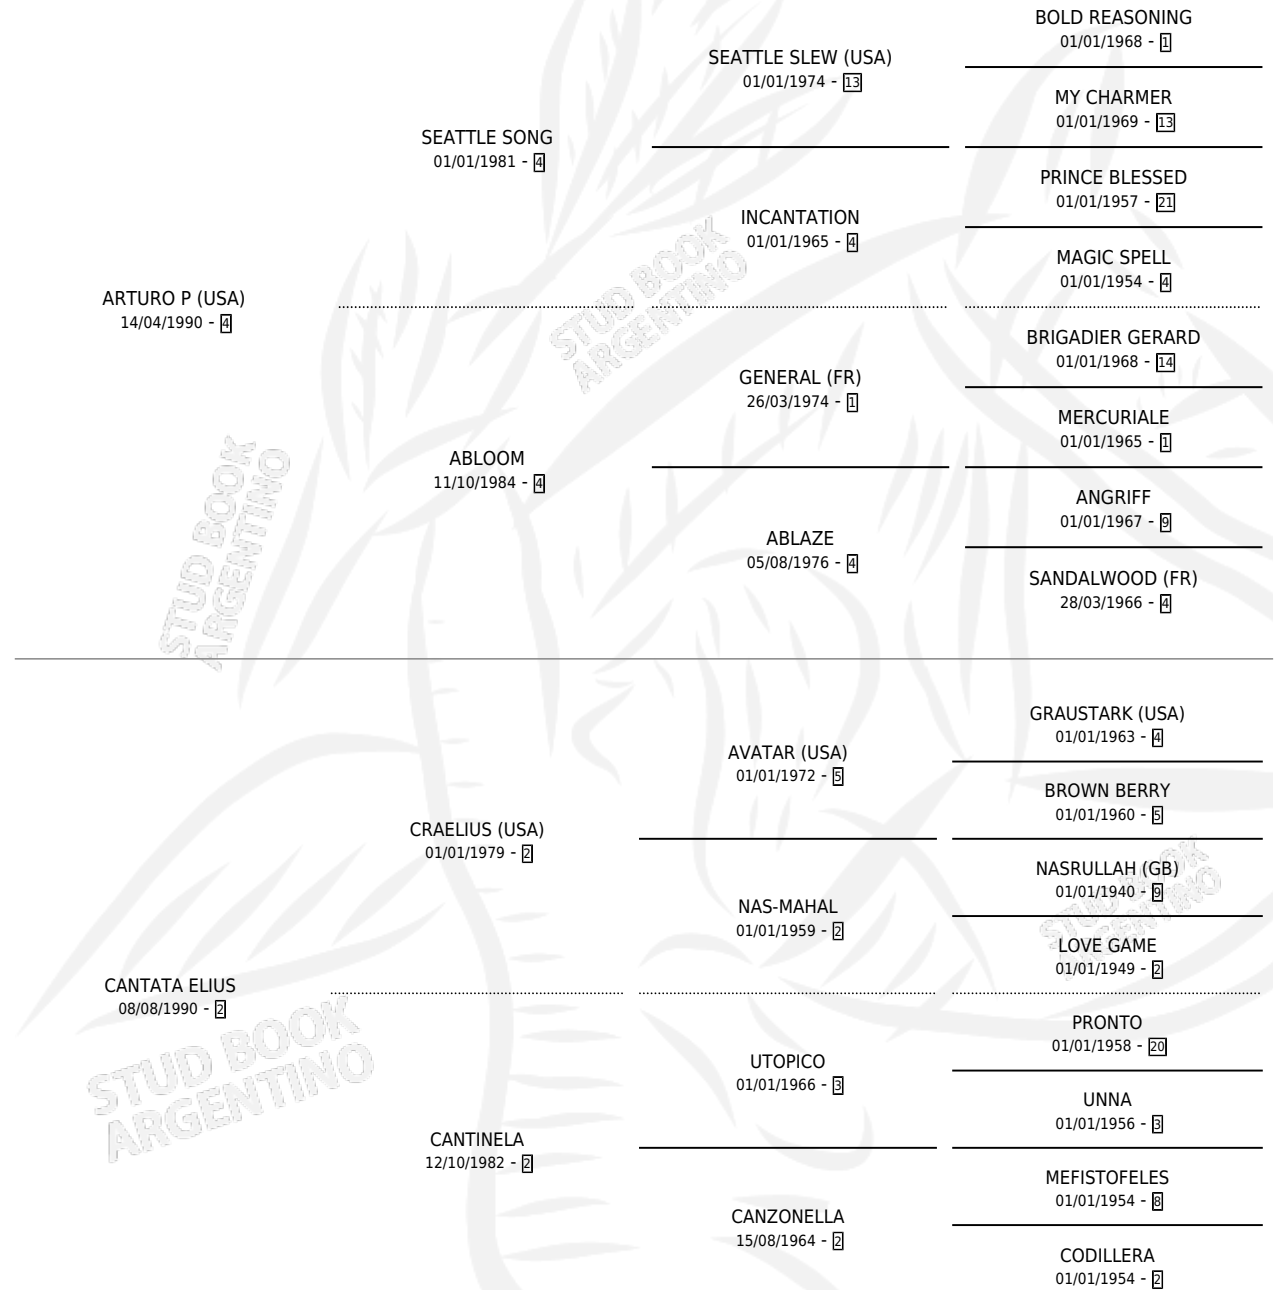 BOLD REASONING
01/01/1968 - 1
SEATTLE SLEW (USA)
01/01/1974 - 13
MY CHARMER
01/01/1969 - 13
SEATTLE SONG
01/01/1981 - 4
PRINCE BLESSED
01/01/1957 - 21
INCANTATION
01/01/1965 - 4
MAGIC SPELL
01/01/1954 - 4
STUD BOOK
ARGENTINO
ARTURO P (USA)
14/04/1990 - 4
BRIGADIER GERARD
01/01/1968 - 14
GENERAL (FR)
26/03/1974 - 1
MERCURIALE
01/01/1965 - 1
ABLOOM
11/10/1984 - 4
ANGRIFF
01/01/1967 - 9
ABLAZE
05/08/1976 - 4
SANDALWOOD (FR)
28/03/1966 - 4
STUD BOOK
ARGENTINO
GRAUSTARK (USA)
01/01/1963 - 4
AVATAR (USA)
01/01/1972 - 5
BROWN BERRY
01/01/1960 - 5
CRAELIUS (USA)
01/01/1979 - 2
NASRULLAH (GB)
01/01/1940 - 9
NAS-MAHAL
01/01/1959 - 2
LOVE GAME
01/01/1949 - 2
STUD BOOK
ARGENTINO
CANTATA ELIUS
08/08/1990 - 2
PRONTO
01/01/1958 - 20
UTOPICO
01/01/1966 - 3
UNNA
01/01/1956 - 3
STUD BOOK
ARGENTINO
CANTINELA
12/10/1982 - 2
MEFISTOFELES
01/01/1954 - 8
CANZONELLA
15/08/1964 - 2
CODILLERA
01/01/1954 - 2